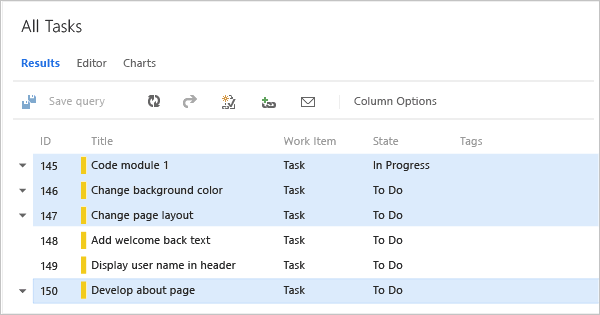 All Tasks
Results Editor Charts
Save query Column Options
ID Title Work Item State Tags
145 Code module 1 Task In Progress
146 Change background color Task To Do
147 Change page layout Task To Do
148 Add welcome back text Task To Do
149 Display user name in header Task To Do
150 Develop about page Task To Do